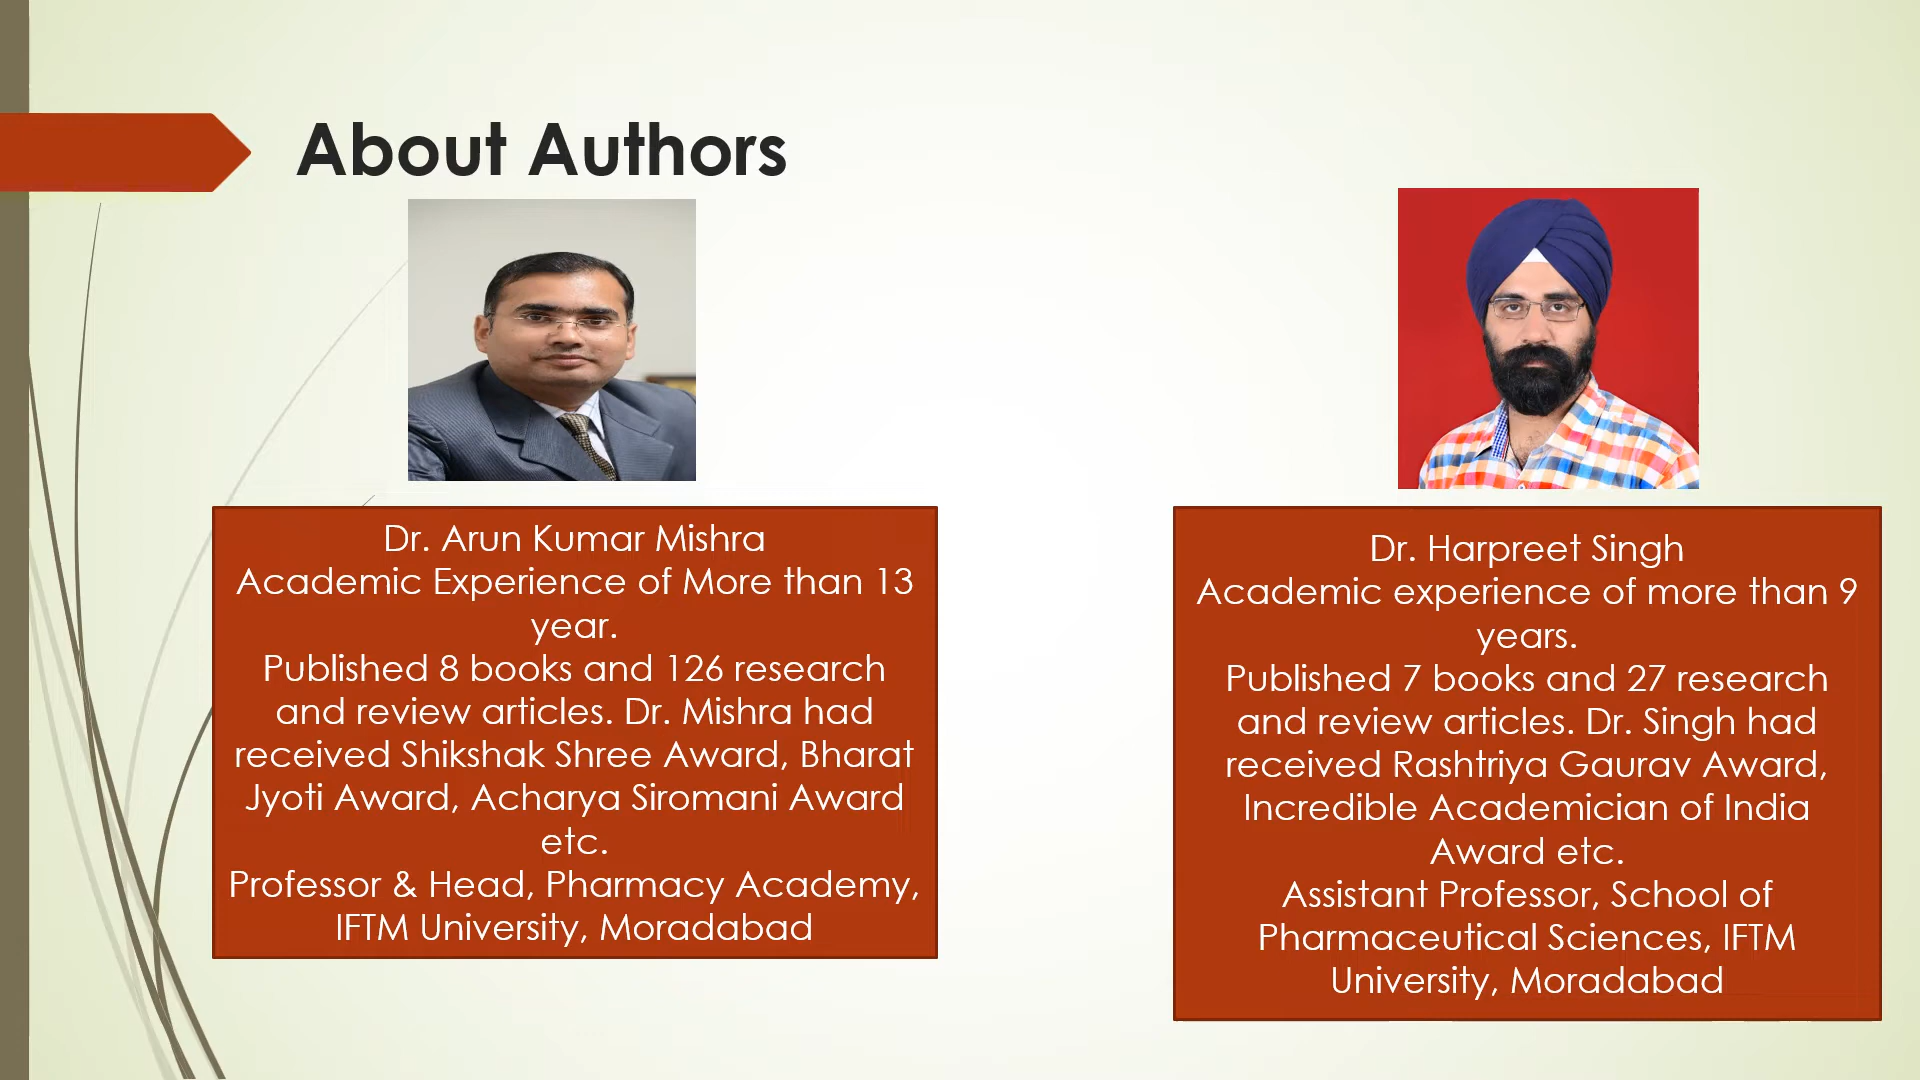 About Authors
Dr. Arun Kumar Mishra
Academic Experience of More than 13
year.
Published 8 books and 126 research
and review articles. Dr. Mishra had
received Shikshak Shree Award, Bharat
Jyoti Award, Acharya Siromani Award
etc.
Professor & Head, Pharmacy Academy,
IFTM University, Moradabad
Dr. Harpreet Singh
Academic experience of more than 9
years.
Published 7 books and 27 research
and review articles. Dr. Singh had
received Rashtriya Gaurav Award,
Incredible Academician of India
Award etc.
Assistant Professor, School of
Pharmaceutical Sciences, IFTM
University, Moradabad